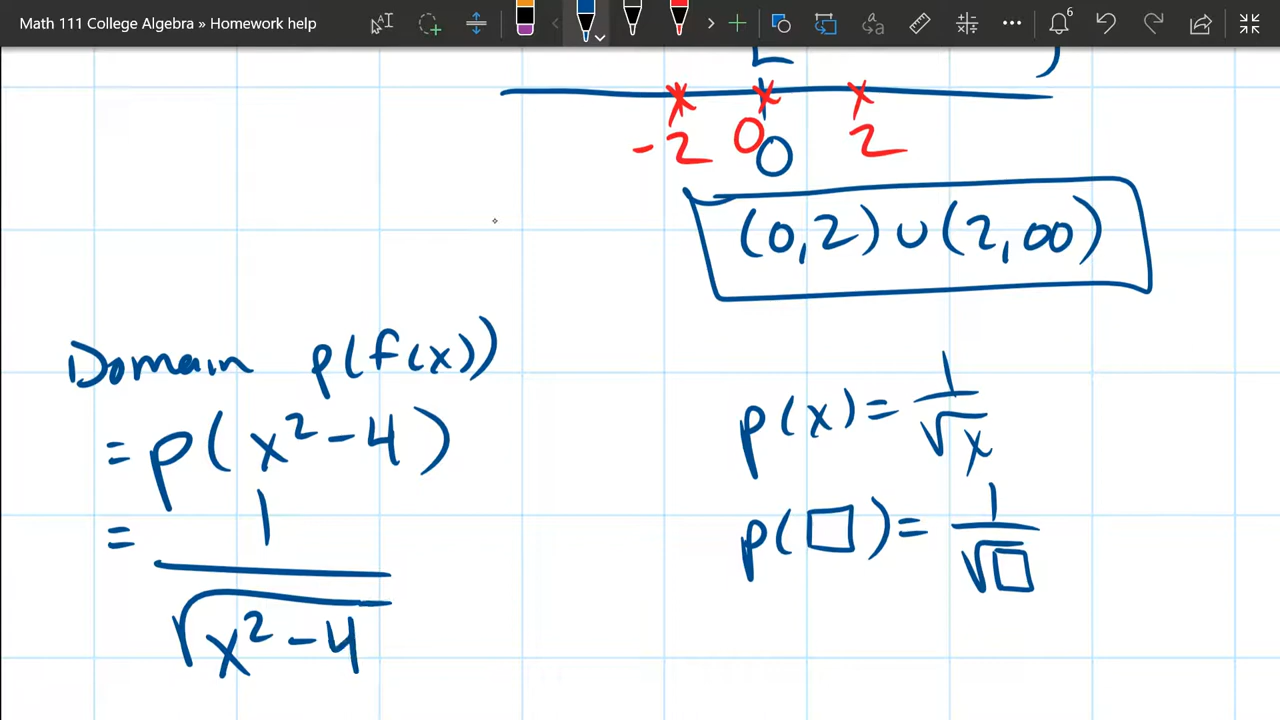 Math 111 College Algebra » Homework help
6
-2 0 0 2
(0,2) ∪ (2,∞)
Domain p(f(x))
= p(x² - 4)
= 1/√(x² - 4)
p(x) = 1/√x
p(□) = 1/√□